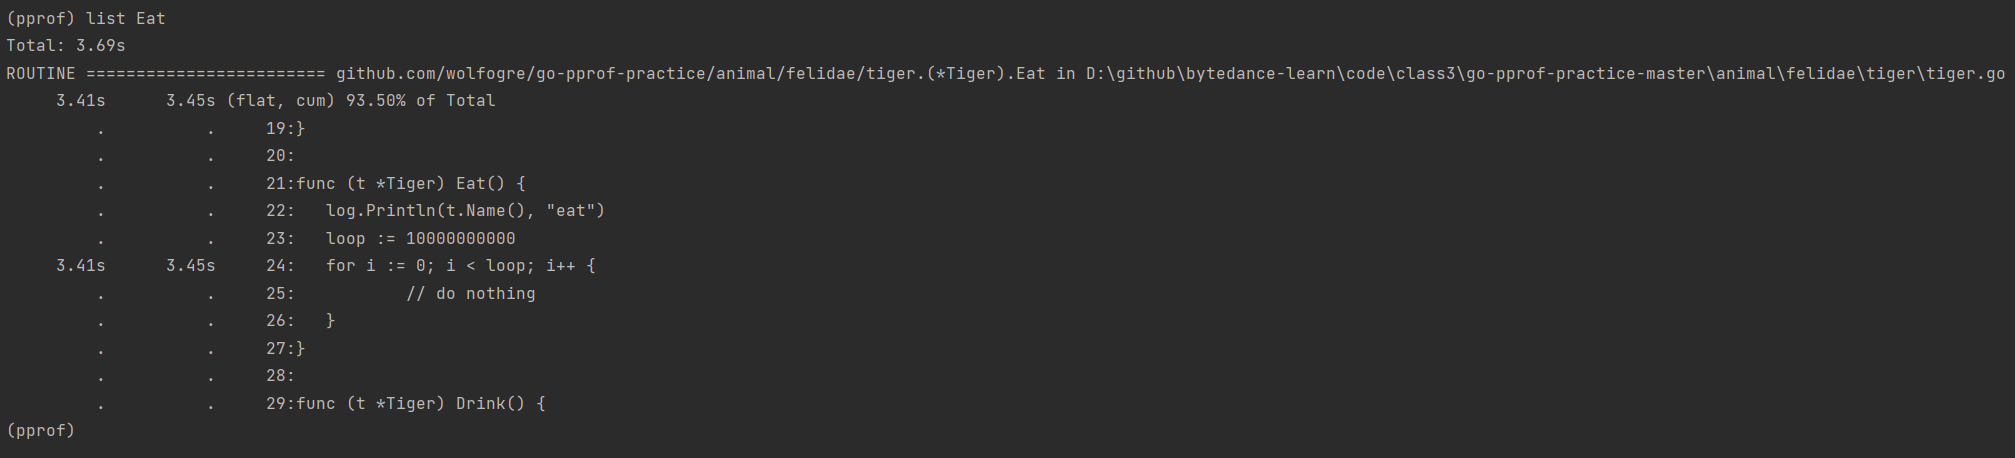 (pprof) list Eat
Total: 3.69s
ROUTINE ======================== github.com/wolfogre/go-pprof-practice/animal/felidae/tiger.(*Tiger).Eat in D:\github\bytedance-learn\code\class3\go-pprof-practice-master\animal\felidae\tiger\tiger.go
     3.41s      3.45s (flat, cum) 93.50% of Total
         .          .     19:}
         .          .     20:
         .          .     21:func (t *Tiger) Eat() {
         .          .     22:   log.Println(t.Name(), "eat")
         .          .     23:   loop := 10000000000
     3.41s      3.45s     24:   for i := 0; i < loop; i++ {
         .          .     25:           // do nothing
         .          .     26:   }
         .          .     27:}
         .          .     28:
         .          .     29:func (t *Tiger) Drink() {
(pprof)